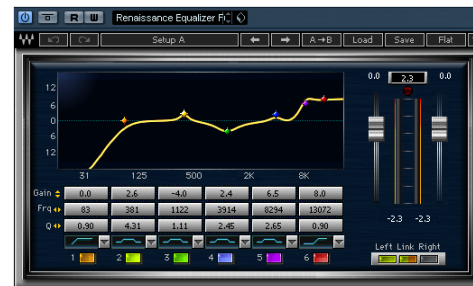 R W Renaissance Equalizer F
Setup A A→B Load Save Flat
0.0 2.3 0.0
12
6
0
6
12
31 125 500 2K 8K
Gain 0.0 2.6 -4.0 2.4 6.5 8.0
Frq 83 381 1122 3914 8294 13072
Q 0.90 4.31 1.11 2.45 2.65 0.90
-2.3 -2.3
Left Link Right
1 2 3 4 5 6